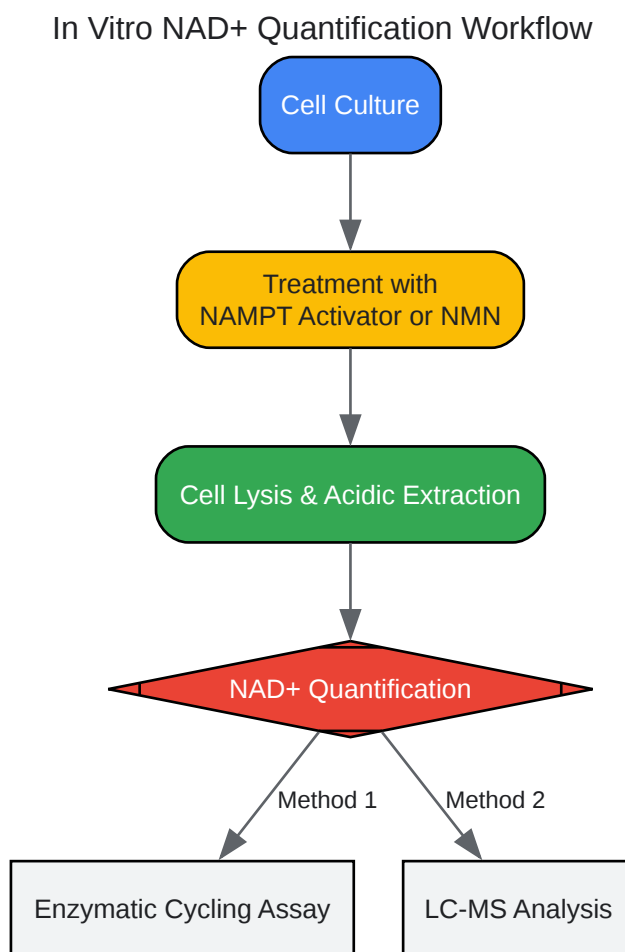 In Vitro NAD+ Quantification Workflow
Cell Culture
Treatment with
NAMPT Activator or NMN
Cell Lysis & Acidic Extraction
NAD+ Quantification
Method 1
Method 2
Enzymatic Cycling Assay
LC-MS Analysis